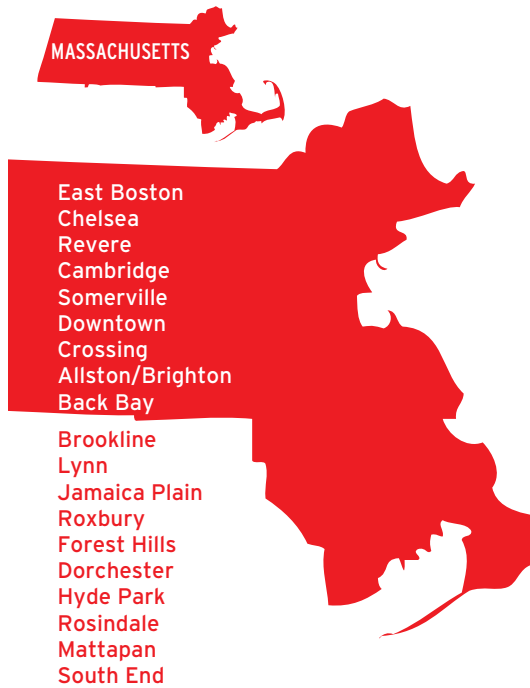 MASSACHUSETTS
East Boston
Chelsea
Revere
Cambridge
Somerville
Downtown
Crossing
Allston/Brighton
Back Bay
Brookline
Lynn
Jamaica Plain
Roxbury
Forest Hills
Dorchester
Hyde Park
Rosindale
Mattapan
South End